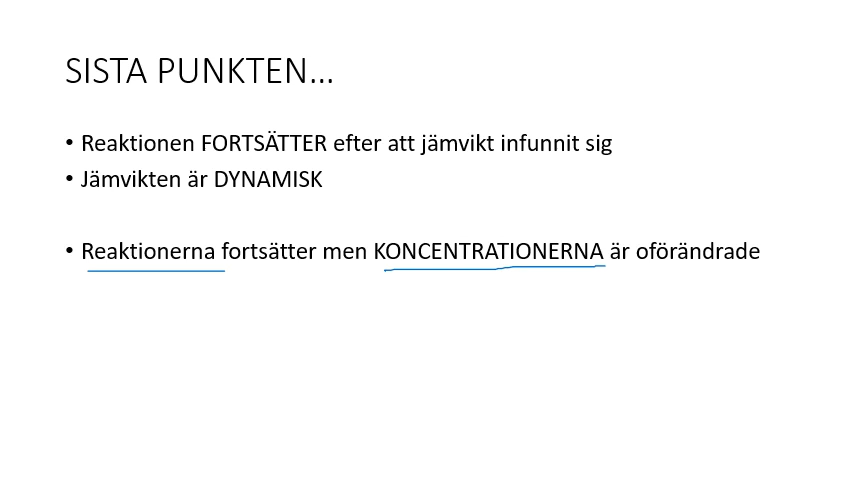 SISTA PUNKTEN...
• Reaktionen FORTSÄTTER efter att jämvikt infunnit sig
• Jämvikten är DYNAMISK
• Reaktionerna fortsätter men KONCENTRATIONERNA är oförändrade